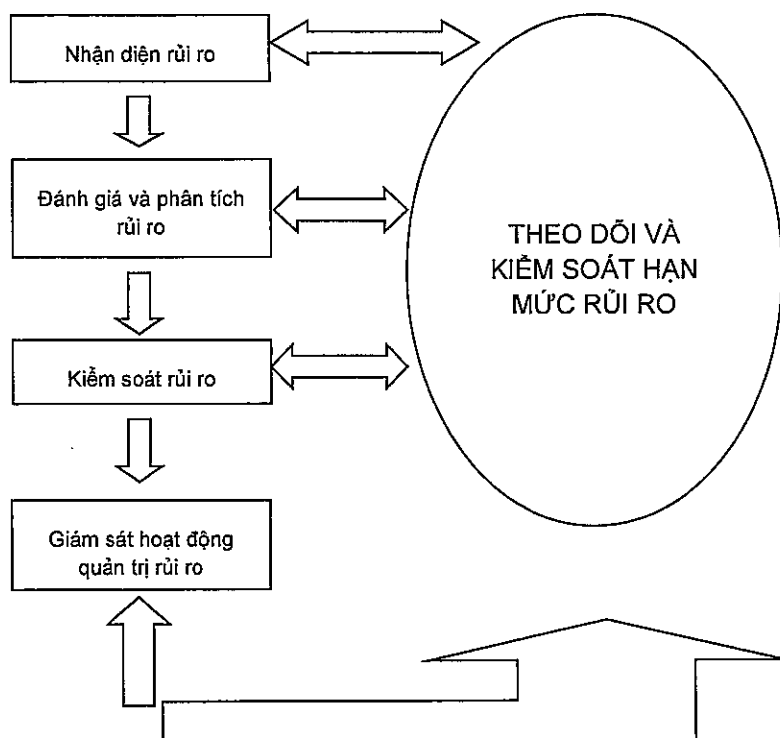 Nhận diện rủi ro
Đánh giá và phân tích
rủi ro
Kiểm soát rủi ro
Giám sát hoạt động
quản trị rủi ro
THEO DÕI VÀ
KIỂM SOÁT HẠN
MỨC RỦI RO